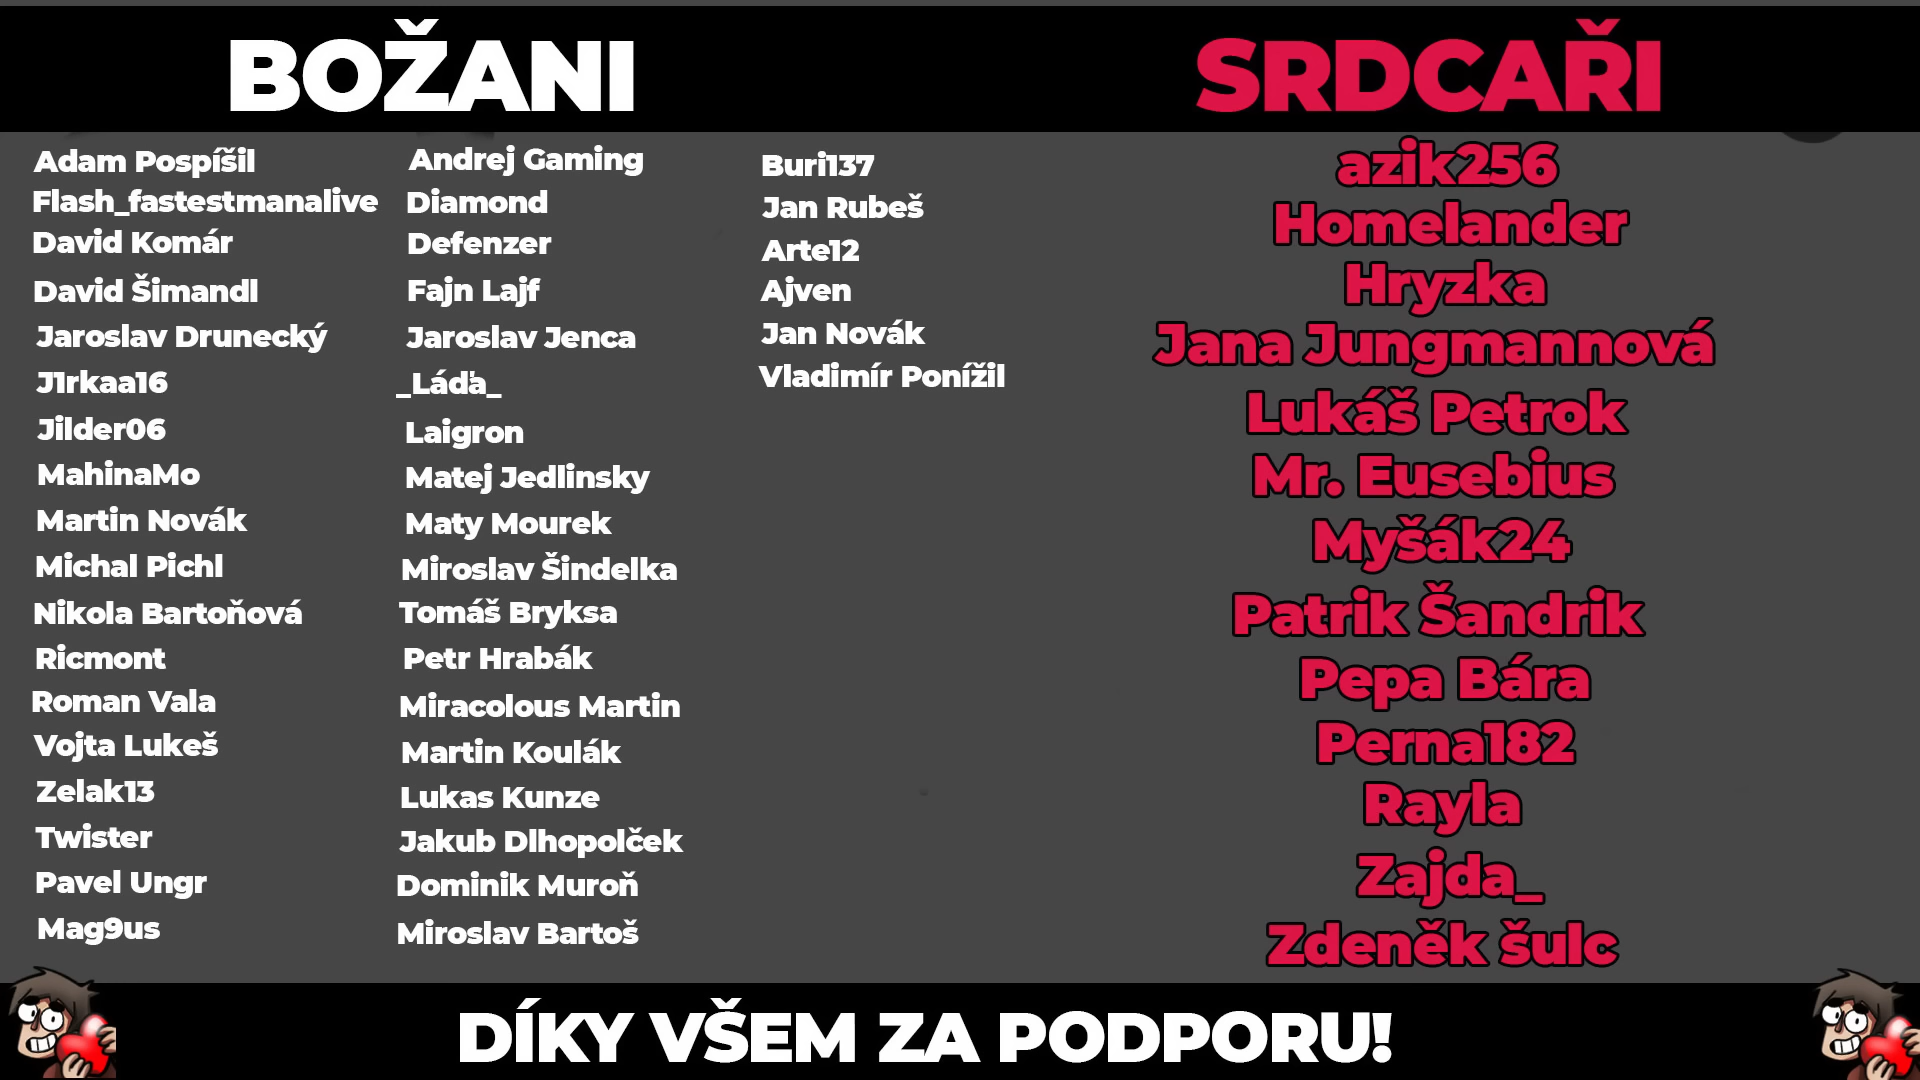 BOŽANI
Adam Pospíšil
Flash_fastestmanalive
David Komár
David Šimandl
Jaroslav Drunecký
J1rkaa16
Jilder06
MahinaMo
Martin Novák
Michal Pichl
Nikola Bartoňová
Ricmont
Roman Vala
Vojta Lukeš
Zelak13
Twister
Pavel Ungr
Mag9us
Andrej Gaming
Diamond
Defenzer
Fajn Lajf
Jaroslav Jenca
_Láďa_
Laigron
Matej Jedlinsky
Maty Mourek
Miroslav Šindelka
Tomáš Bryksa
Petr Hrabák
Miracolous Martin
Martin Koulák
Lukas Kunze
Jakub Dlhopolček
Dominik Muroň
Miroslav Bartoš
Buri137
Jan Rubeš
Arte12
Ajven
Jan Novák
Vladimír Ponížil
SRDCAŘI
azik256
Homelander
Hryzka
Jana Jungmannová
Lukáš Petrok
Mr. Eusebius
Myšák24
Patrik Šandrik
Pepa Bára
Perna182
Rayla
Zajda_
Zdeněk šulc
DÍKY VŠEM ZA PODPORU!